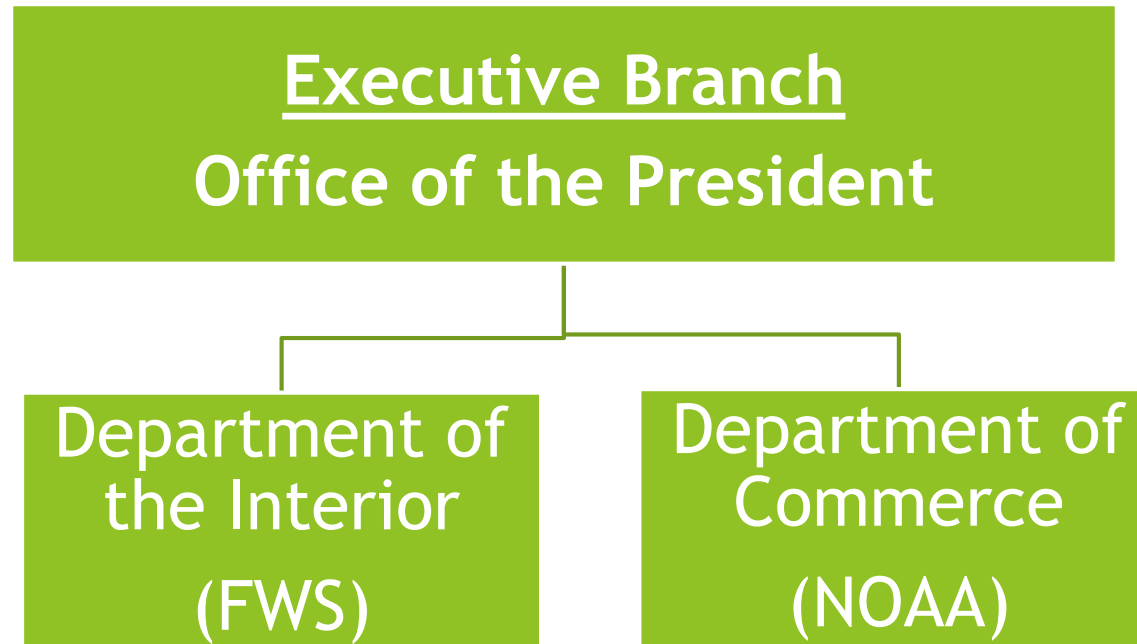 Executive Branch
Office of the President
Department of
the Interior
(FWS)
Department of
Commerce
(NOAA)